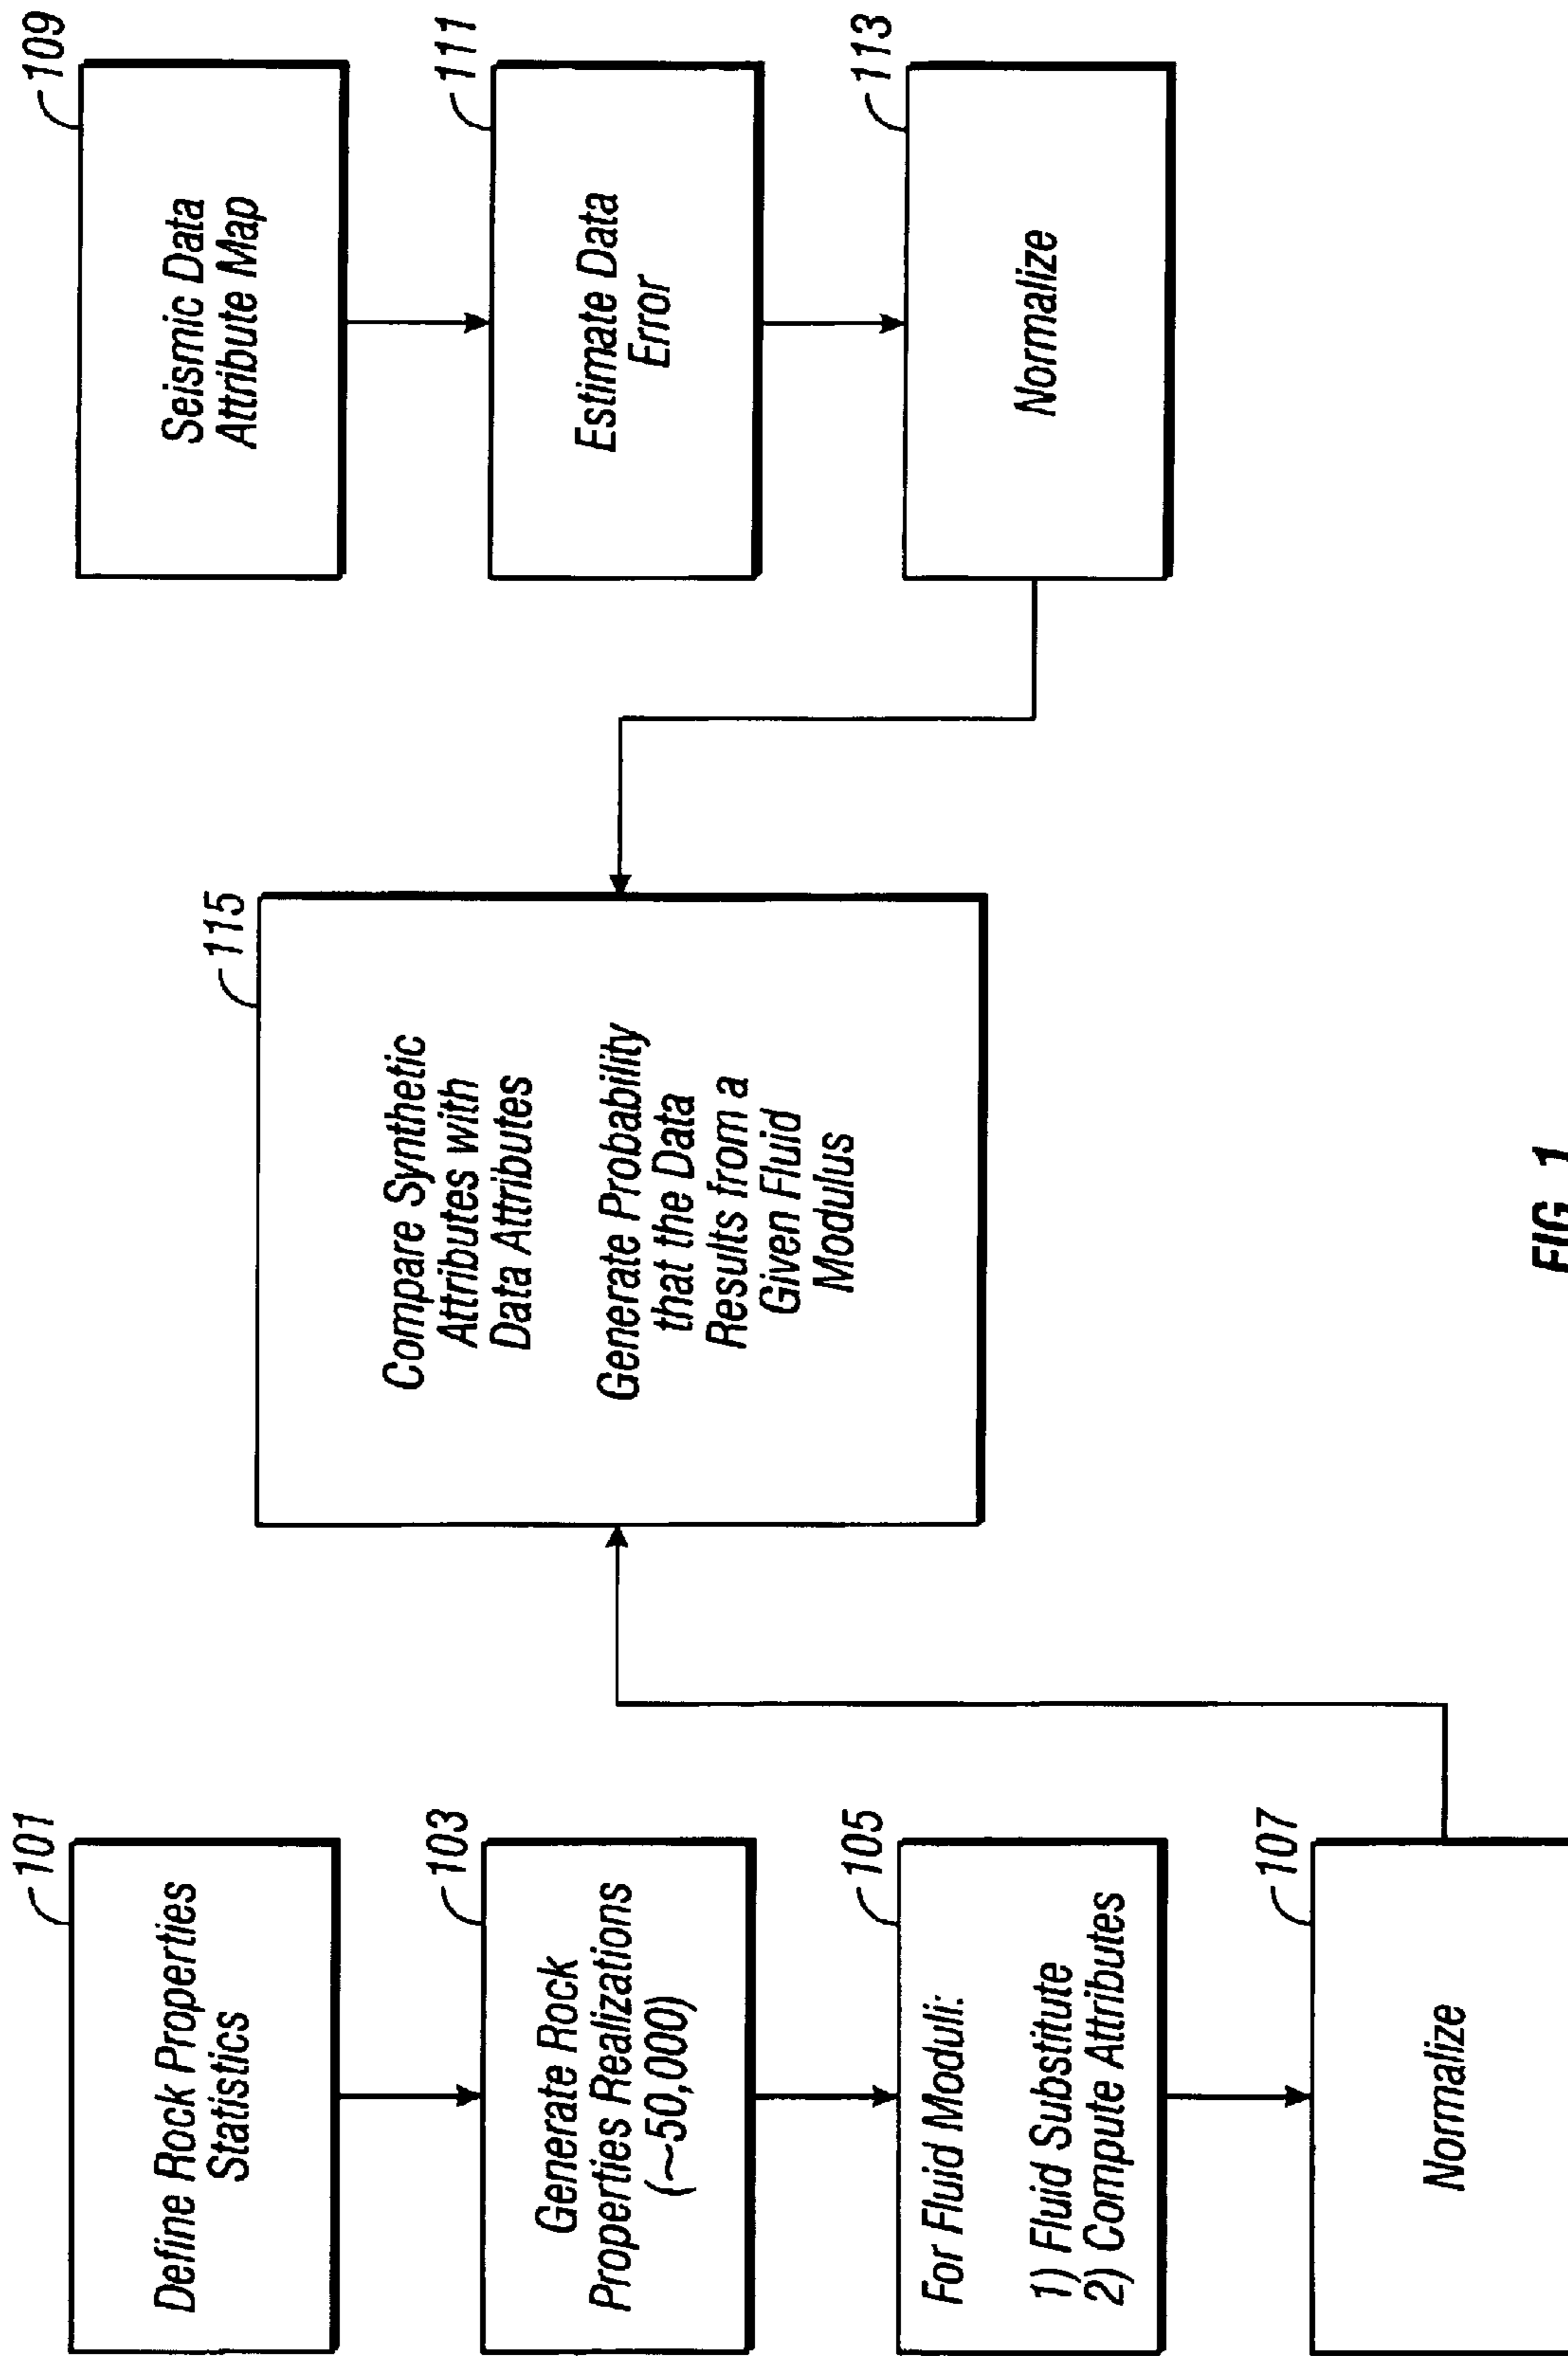 101
Define Rock Properties
Statistics
103
Generate Rock
Properties Realizations
(~50,000)
105
For Fluid Moduli:
1) Fluid Substitute
2) Compute Attributes
107
Normalize
115
Compare Synthetic
Attributes with
Data Attributes
Generate Probability
that the Data
Results from a
Given Fluid
Modulus
109
Seismic Data
Attribute Map
111
Estimate Data
Error
113
Normalize
FIG. 1